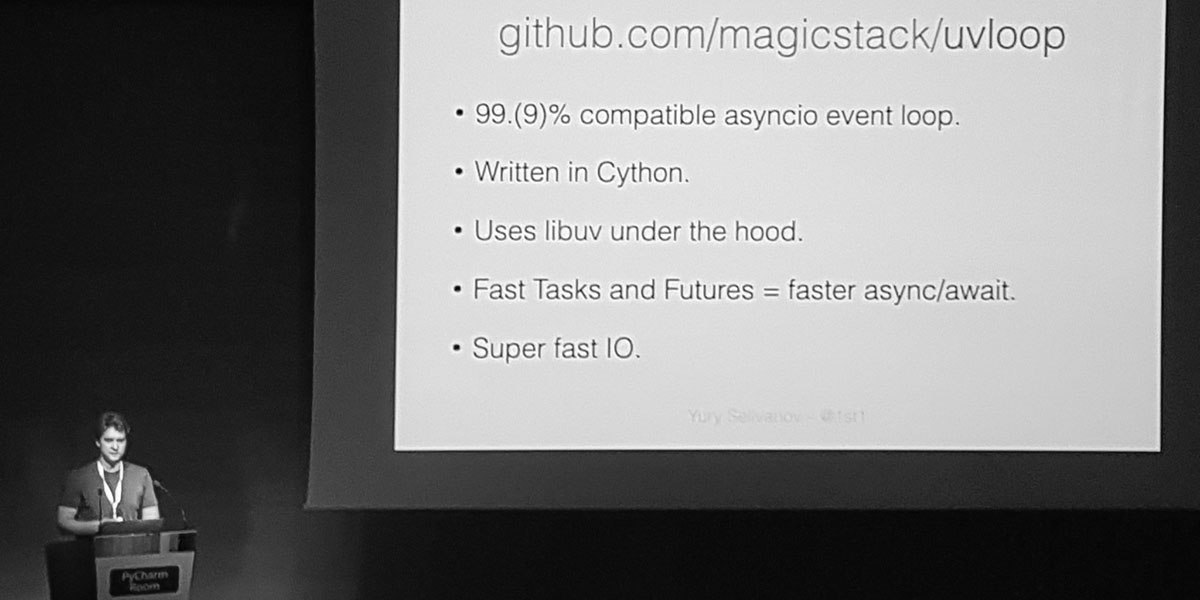 github.com/magicstack/uvloop
• 99.(9)% compatible asyncio event loop.
• Written in Cython.
• Uses libuv under the hood.
• Fast Tasks and Futures = faster async/await.
• Super fast IO.
Yury Selivanov - @1st1
PyCharm
Room